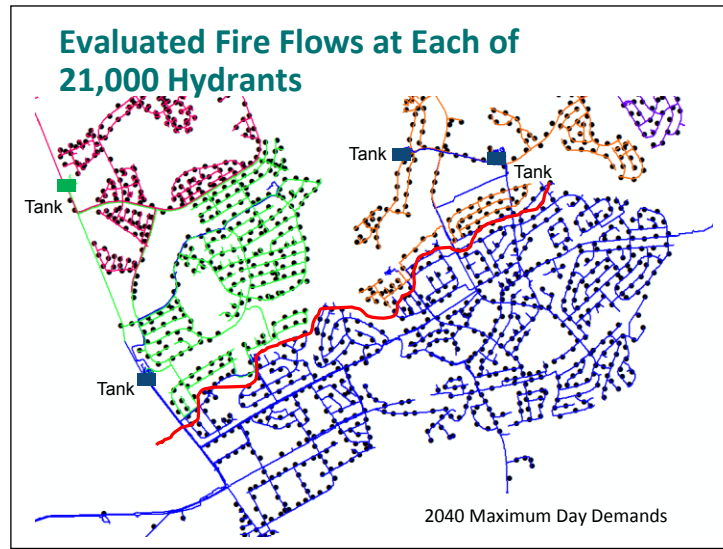 Evaluated Fire Flows at Each of
21,000 Hydrants
Tank
Tank
Tank
Tank
2040 Maximum Day Demands